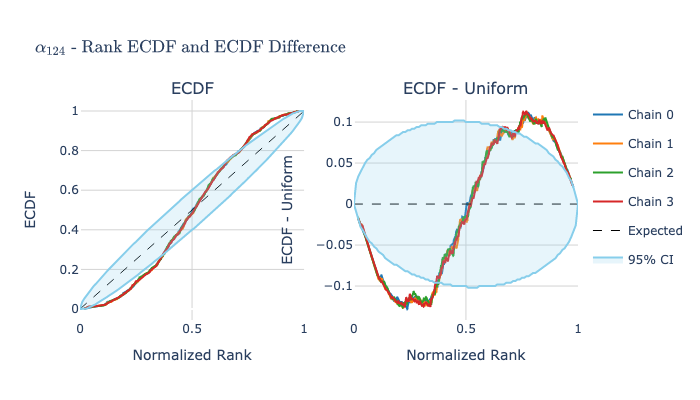 α₁₂₄ - Rank ECDF and ECDF Difference
ECDF
ECDF - Uniform
ECDF
1
0.8
0.6
0.4
0.2
0
0
0.5
1
Normalized Rank
ECDF - Uniform
0.1
0.05
0
−0.05
−0.1
0
0.5
1
Normalized Rank
Chain 0
Chain 1
Chain 2
Chain 3
Expected
95% CI